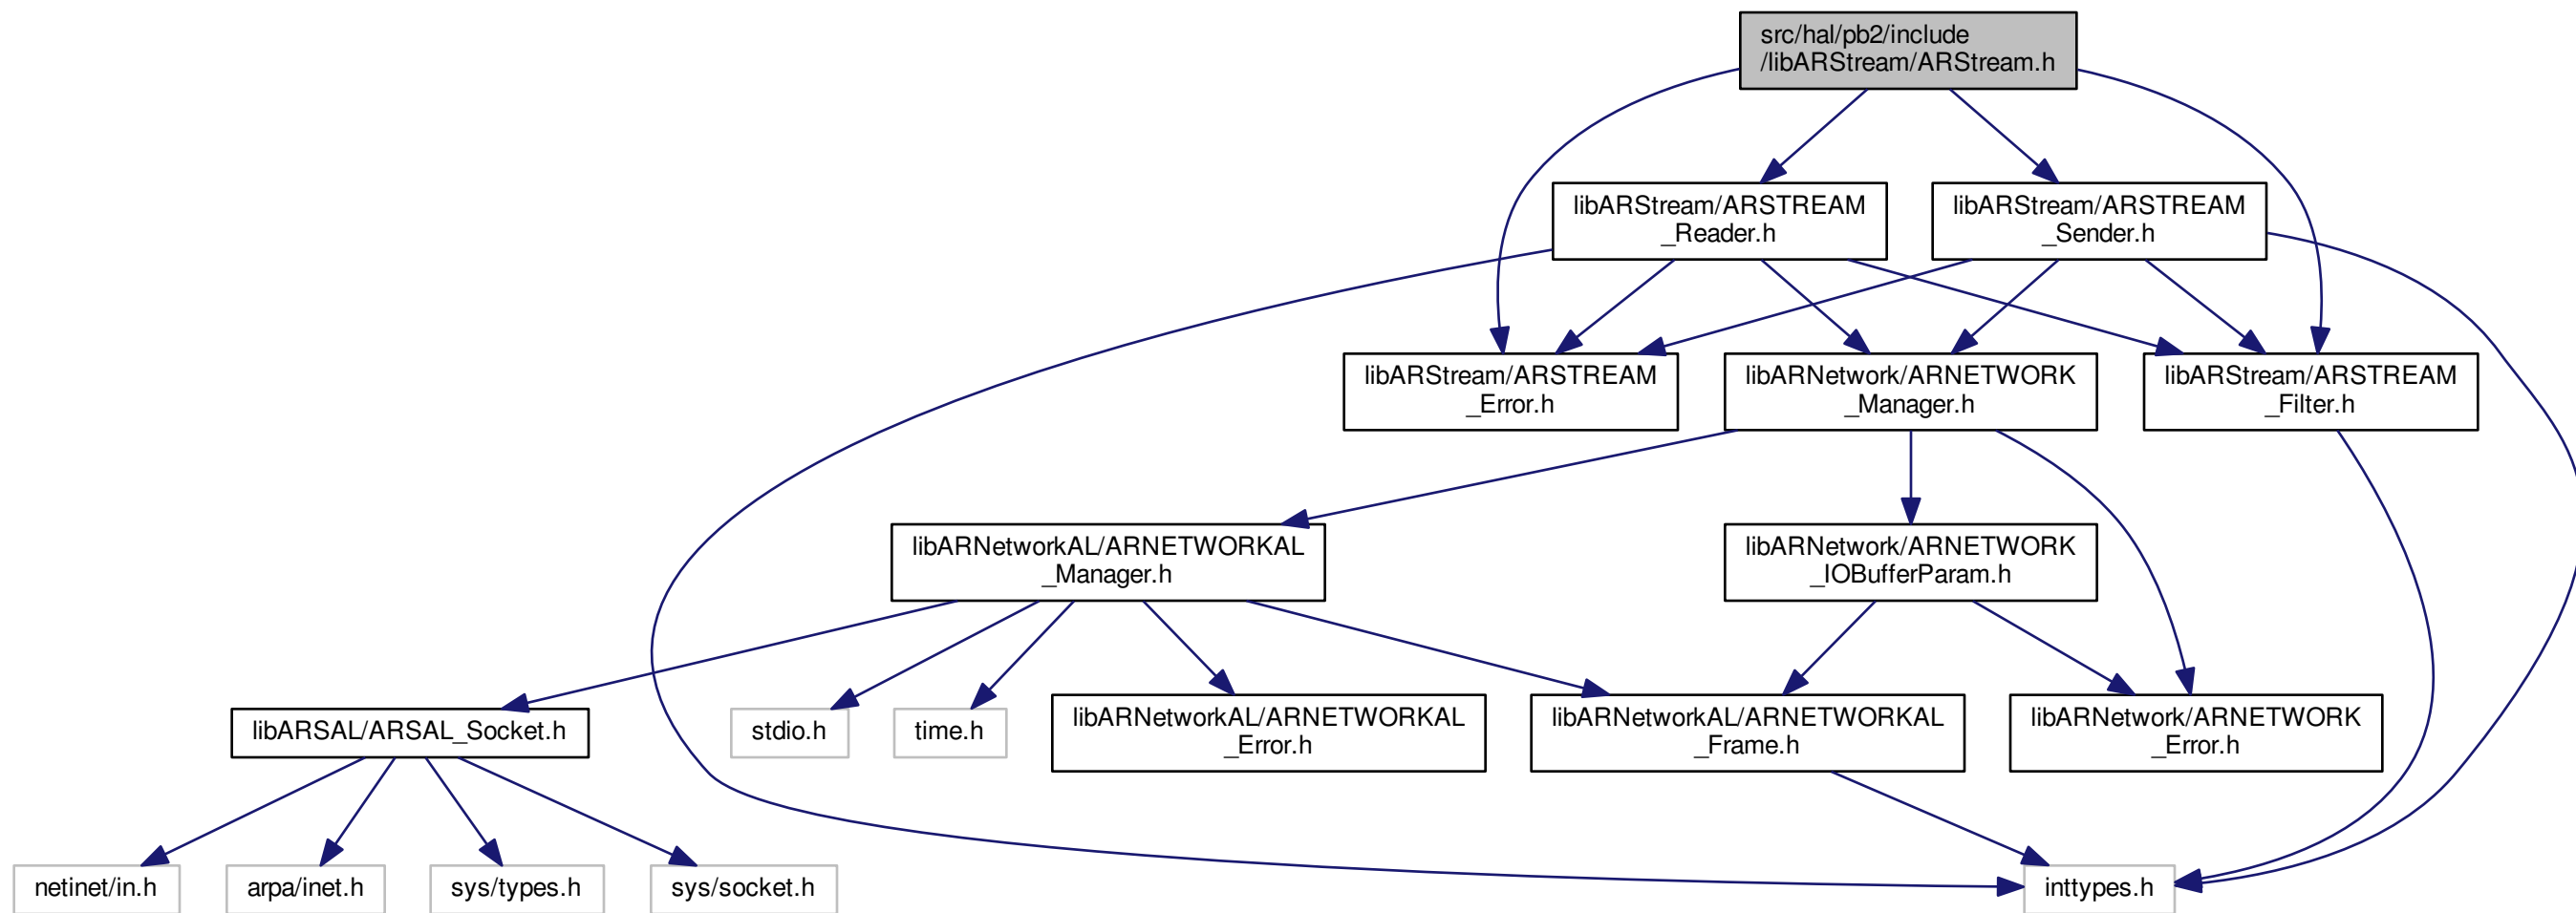 src/hal/pb2/include
/libARStream/ARStream.h
libARStream/ARSTREAM
_Reader.h
libARStream/ARSTREAM
_Sender.h
libARStream/ARSTREAM
_Error.h
libARNetwork/ARNETWORK
_Manager.h
libARStream/ARSTREAM
_Filter.h
libARNetworkAL/ARNETWORKAL
_Manager.h
libARNetwork/ARNETWORK
_IOBufferParam.h
libARSAL/ARSAL_Socket.h
stdio.h
time.h
libARNetworkAL/ARNETWORKAL
_Error.h
libARNetworkAL/ARNETWORKAL
_Frame.h
libARNetwork/ARNETWORK
_Error.h
netinet/in.h
arpa/inet.h
sys/types.h
sys/socket.h
inttypes.h